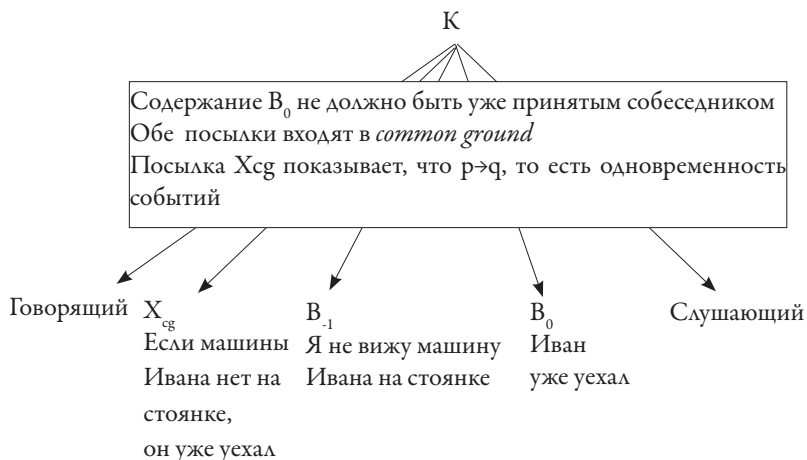 К
Содержание B₀ не должно быть уже принятым собеседником
Обе посылки входят в common ground
Посылка Xcg показывает, что p→q, то есть одновременность
событий
Говорящий
X_cg
Если машины
Ивана нет на
стоянке,
он уже уехал
B₋₁
Я не вижу машину
Ивана на стоянке
B₀
Иван
уже уехал
Слушающий